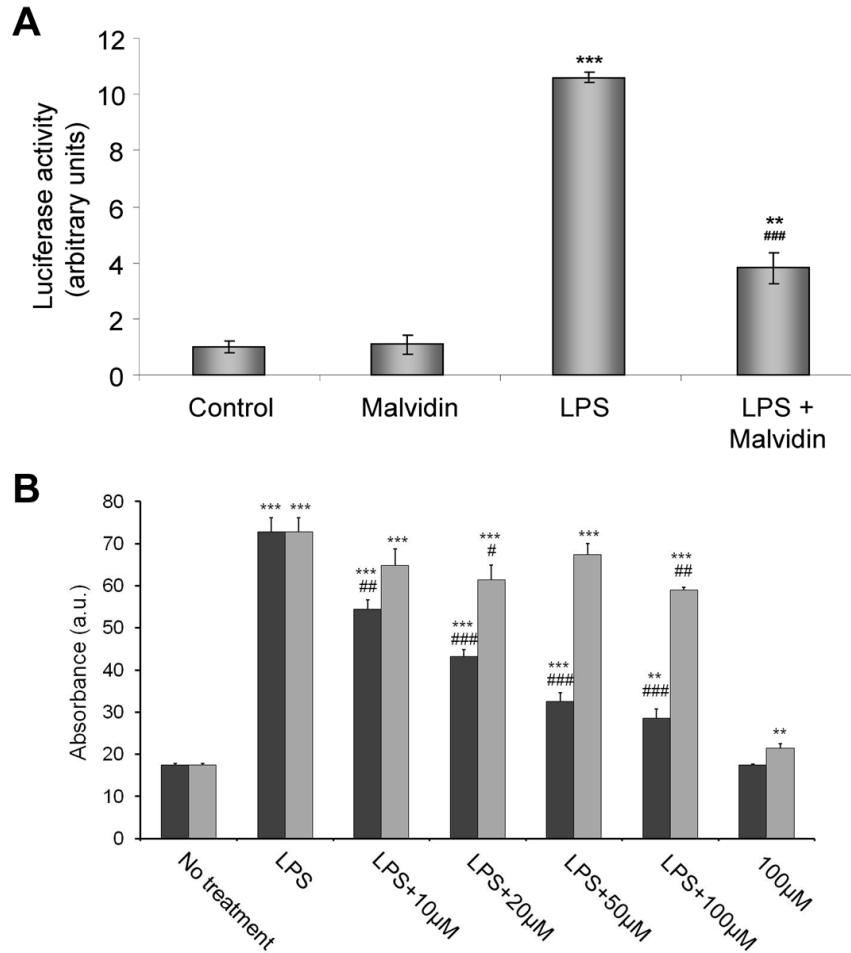 A
Luciferase activity
(arbitrary units)
12
10
8
6
4
2
0
***
**
###
Control
Malvidin
LPS
LPS +
Malvidin
B
Absorbance (a.u.)
80
70
60
50
40
30
20
10
0
*** ***
***
##
***
***
###
***
#
***
###
***
**
###
***
##
**
No treatment
LPS
LPS+10µM
LPS+20µM
LPS+50µM
LPS+100µM
100µM